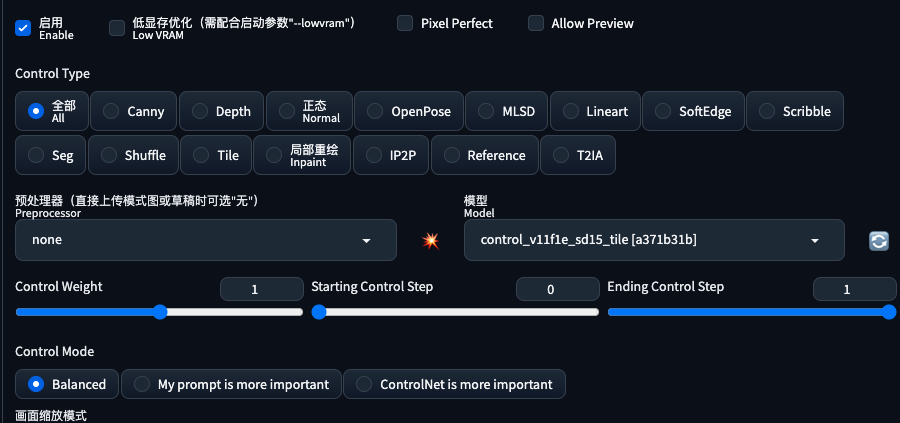 启用
Enable
低显存优化（需配合启动参数"--lowvram"）
Low VRAM
Pixel Perfect
Allow Preview
Control Type
全部
All
Canny
Depth
正态
Normal
OpenPose
MLSD
Lineart
SoftEdge
Scribble
Seg
Shuffle
Tile
局部重绘
Inpaint
IP2P
Reference
T2IA
预处理器（直接上传模式图或草稿时可选"无"）
Preprocessor
none
模型
Model
control_v11f1e_sd15_tile [a371b31b]
Control Weight
1
Starting Control Step
0
Ending Control Step
1
Control Mode
Balanced
My prompt is more important
ControlNet is more important
画面缩放模式